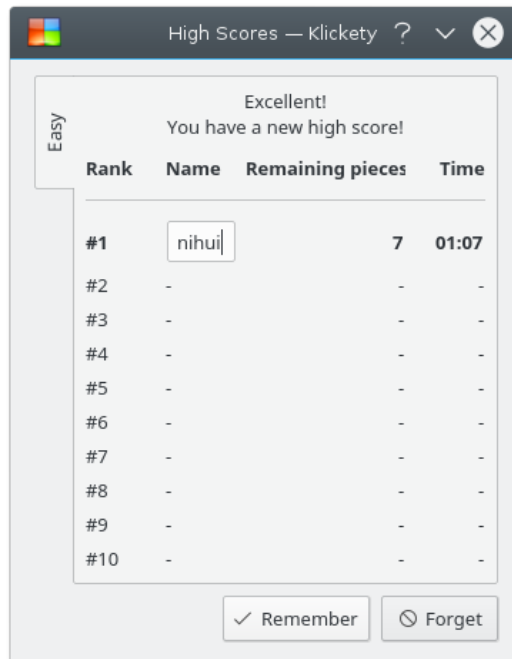 High Scores — Klickety
Easy
Excellent!
You have a new high score!
Rank Name Remaining pieces Time
#1 nihui 7 01:07
#2 - - -
#3 - - -
#4 - - -
#5 - - -
#6 - - -
#7 - - -
#8 - - -
#9 - - -
#10 - - -
Remember Forget